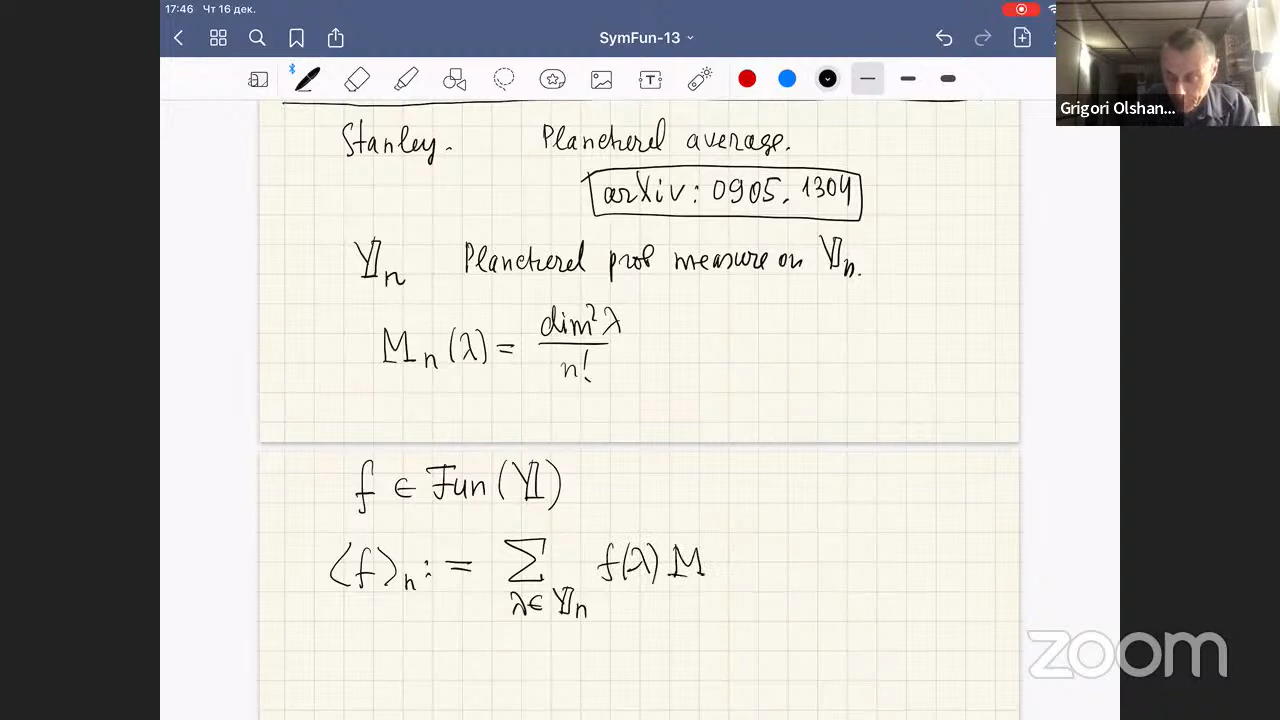 17:46 Чт 16 дек.
SymFun-13
Grigori Olshan...
Stanley. Plancherel average.
arXiv: 0905.1304
𝕐n Plancherel prob measure on 𝕐n.
Mn(λ) = dim²λ / n!
f ∈ Fun(𝕐)
⟨f⟩n := ∑ f(λ) M
λ∈𝕐n
zoom